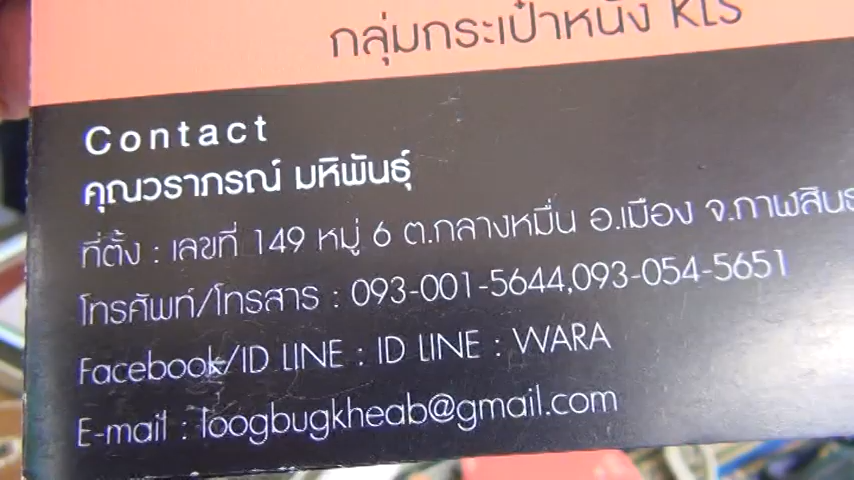 กลุ่มกระเป๋าหนัง KLS
Contact
คุณวราภรณ์ มหิพันธุ์
ที่ตั้ง : เลขที่ 149 หมู่ 6 ต.กลางหมื่น อ.เมือง จ.กาฬสินธ
โทรศัพท์/โทรสาร : 093-001-5644,093-054-5651
Facebook/ID LINE : ID LINE : WARA
E-mail : loogbugkheab@gmail.com